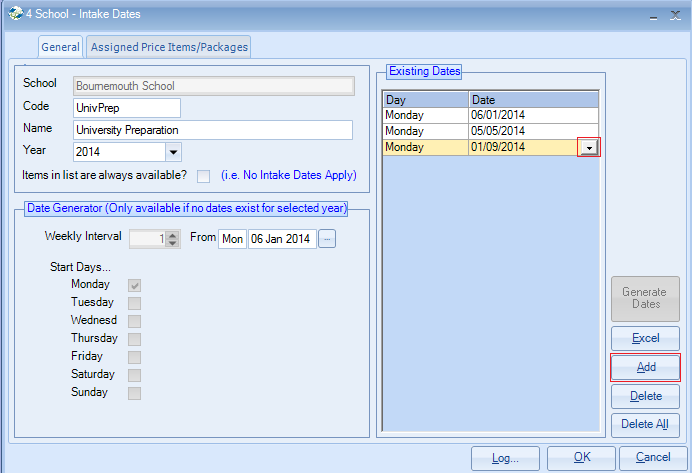 4 School - Intake Dates
General
Assigned Price Items/Packages
School Bournemouth School
Code UnivPrep
Name University Preparation
Year 2014
Items in list are always available? (i.e. No Intake Dates Apply)
Date Generator (Only available if no dates exist for selected year)
Weekly Interval 1 From Mon 06 Jan 2014 ...
Start Days...
Monday
Tuesday
Wednesd
Thursday
Friday
Saturday
Sunday
Existing Dates
Day Date
Monday 06/01/2014
Monday 05/05/2014
Monday 01/09/2014
Generate
Dates
Excel
Add
Delete
Delete All
Log...
OK
Cancel